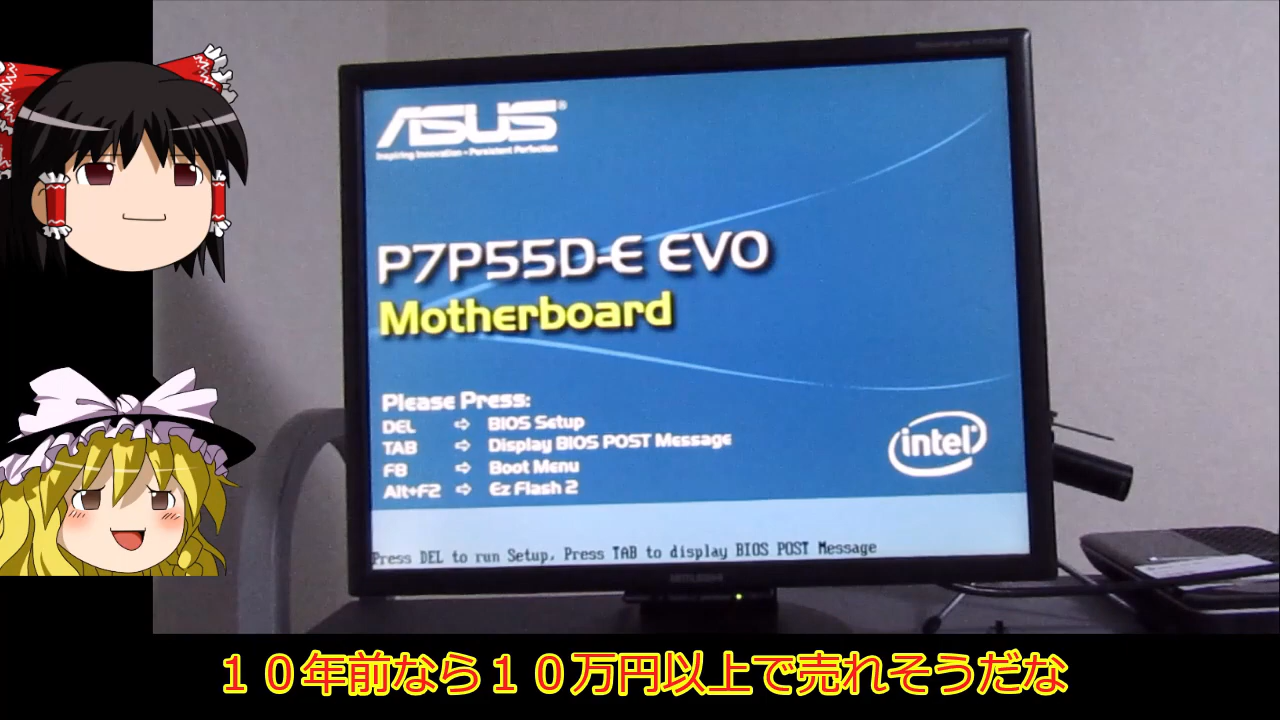 ASUS®
Inspiring Innovation • Persistent Perfection
P7P55D-E EVO
Motherboard
Please Press:
DEL ⇨ BIOS Setup
TAB ⇨ Display BIOS POST Message
F8 ⇨ Boot Menu
Alt+F2 ⇨ Ez Flash 2
intel®
Press DEL to run Setup. Press TAB to display BIOS POST Message
MITSUBISHI
１０年前なら１０万円以上で売れそうだな